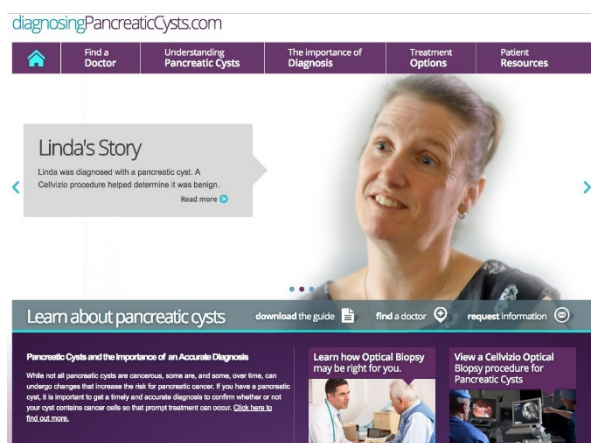 diagnosingPancreaticCysts.com
Find a
Doctor
Understanding
Pancreatic Cysts
The importance of
Diagnosis
Treatment
Options
Patient
Resources
Linda's Story
Linda was diagnosed with a pancreatic cyst. A
Cellvizio procedure helped determine it was benign.
Read more
Learn about pancreatic cysts
download the guide
find a doctor
request information
Pancreatic Cysts and the Importance of an Accurate Diagnosis
While not all pancreatic cysts are cancerous, some are, and some, over time, can
undergo changes that increase the risk for pancreatic cancer. If you have a pancreatic
cyst, it is important to get a timely and accurate diagnosis to confirm whether or not
your cyst contains cancer cells so that prompt treatment can occur. Click here to
find out more.
Learn how Optical Biopsy
may be right for you.
View a Cellvizio Optical
Biopsy procedure for
Pancreatic Cysts